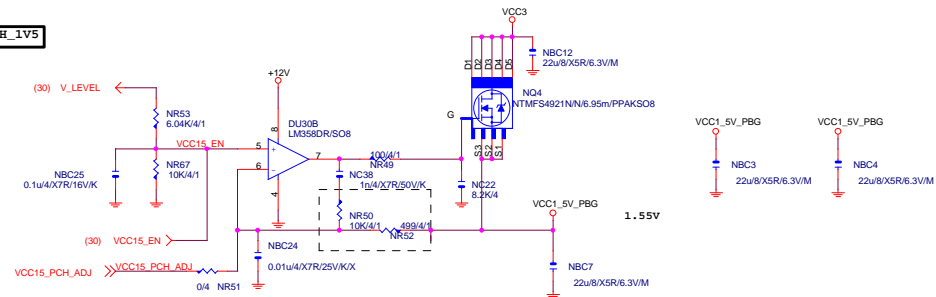 H_1V5
VCC3
D1
D2
D3
D4
D5
NBC12
22u/8/X5R/6.3V/M
+12V
(30) V_LEVEL
NR53
6.04K/4/1
DU30B
LM358DR/SO8
8
NQ4
NTMFS4921N/N/6.95m/PPAKSO8
G
S3
S2
S1
VCC15_EN
5
+
6
-
7
4
100/4/1
NR49
NR67
10K/4/1
NBC25
0.1u/4/X7R/16V/K
NC38
1n/4/X7R/50V/K
NC22
8.2K/4
NR50
10K/4/1
499/4/1
NR52
VCC1_5V_PBG
1.55V
VCC1_5V_PBG
NBC3
22u/8/X5R/6.3V/M
VCC1_5V_PBG
NBC4
22u/8/X5R/6.3V/M
(30) VCC15_EN
NBC24
0.01u/4/X7R/25V/K/X
VCC15_PCH_ADJ
VCC15_PCH_ADJ
0/4 NR51
NBC7
22u/8/X5R/6.3V/M